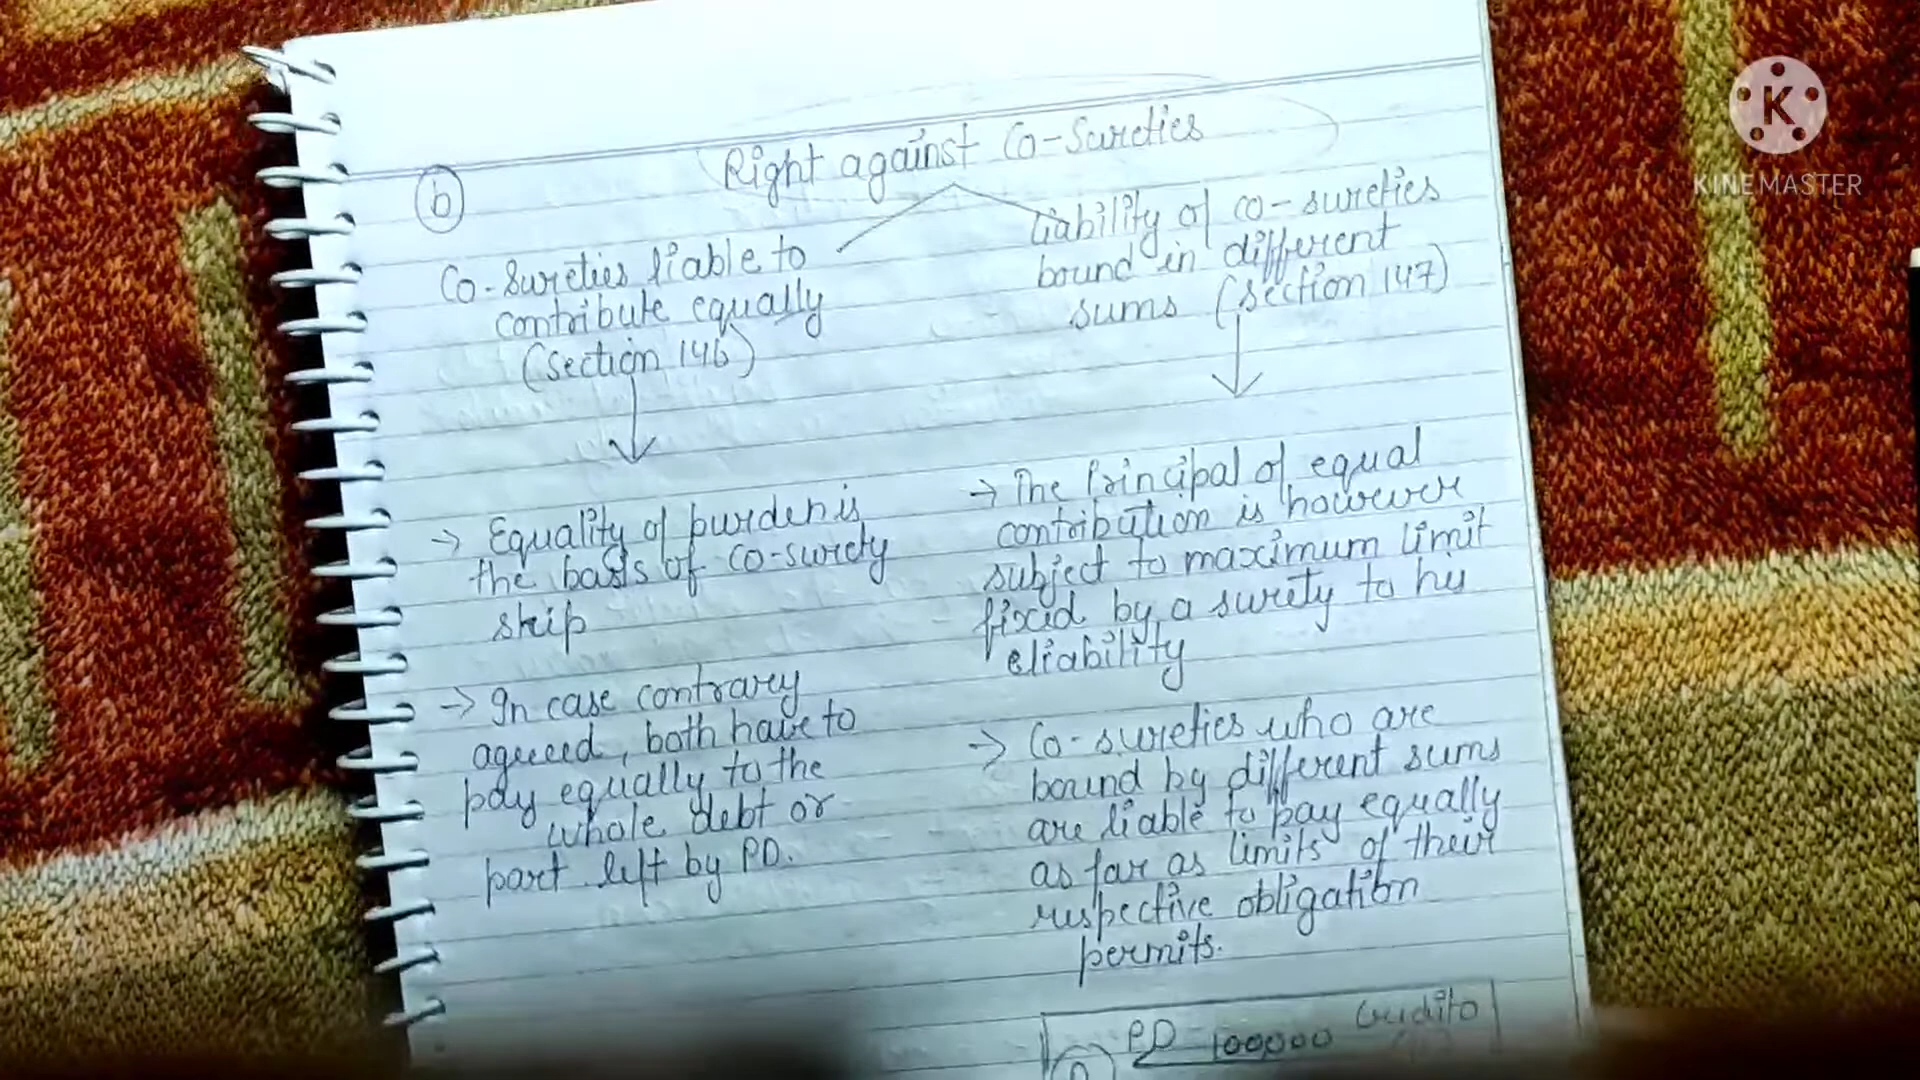 Right against Co-Sureties
b
Co-Sureties liable to
contribute equally
(Section 146)
→ Equality of burden is
the basis of co-surety
ship
→ In case contrary
agreed, both have to
pay equally to the
whole debt or
part left by PD.
liability of co-sureties
bound in different
sums (Section 147)
→ The Principal of equal
contribution is however
subject to maximum limit
fixed by a surety to his
liability
→ Co-sureties who are
bound by different sums
are liable to pay equally
as far as limits of their
respective obligation
permits.
PD 100000
K
KINEMASTER